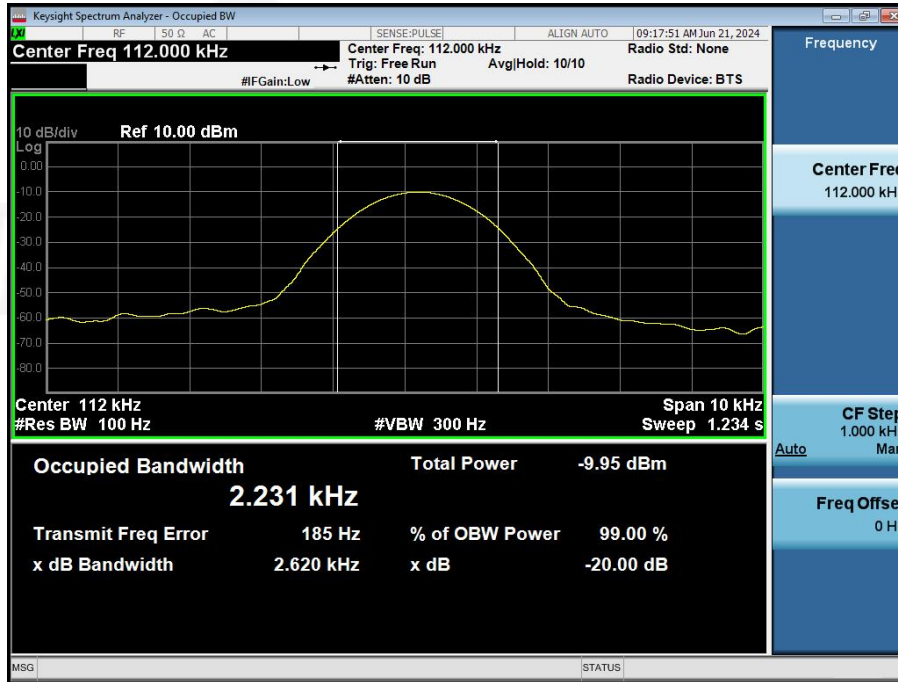 Keysight Spectrum Analyzer - Occupied BW
LXI RF 50 Ω AC SENSE:PULSE ALIGN AUTO 09:17:51 AM Jun 21, 2024
Center Freq 112.000 kHz
Center Freq: 112.000 kHz Radio Std: None
Trig: Free Run Avg|Hold: 10/10
#IFGain:Low #Atten: 10 dB Radio Device: BTS
10 dB/div Ref 10.00 dBm
Log
0.00
-10.0
-20.0
-30.0
-40.0
-50.0
-60.0
-70.0
-80.0
Center 112 kHz Span 10 kHz
#Res BW 100 Hz #VBW 300 Hz Sweep 1.234 s
Occupied Bandwidth Total Power -9.95 dBm
2.231 kHz
Transmit Freq Error 185 Hz % of OBW Power 99.00 %
x dB Bandwidth 2.620 kHz x dB -20.00 dB
MSG STATUS
Frequency
Center Fre
112.000 kH
CF Step
1.000 kH
Auto Ma
Freq Offse
0 H